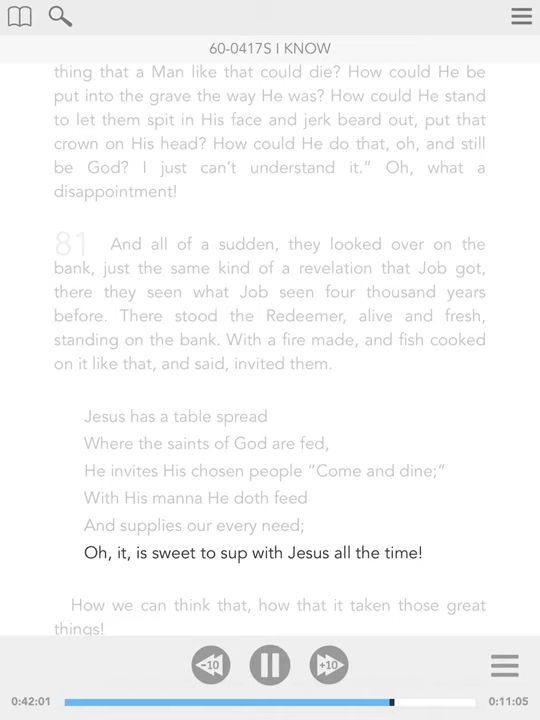 60-0417S I KNOW
thing that a Man like that could die? How could He be
put into the grave the way He was? How could He stand
to let them spit in His face and jerk beard out, put that
crown on His head? How could He do that, oh, and still
be God? I just can’t understand it.” Oh, what a
disappointment!
81 And all of a sudden, they looked over on the
bank, just the same kind of a revelation that Job got,
there they seen what Job seen four thousand years
before. There stood the Redeemer, alive and fresh,
standing on the bank. With a fire made, and fish cooked
on it like that, and said, invited them.
Jesus has a table spread
Where the saints of God are fed,
He invites His chosen people “Come and dine;”
With His manna He doth feed
And supplies our every need;
Oh, it, is sweet to sup with Jesus all the time!
How we can think that, how that it taken those great
things!
-10 +10
0:42:01 0:11:05